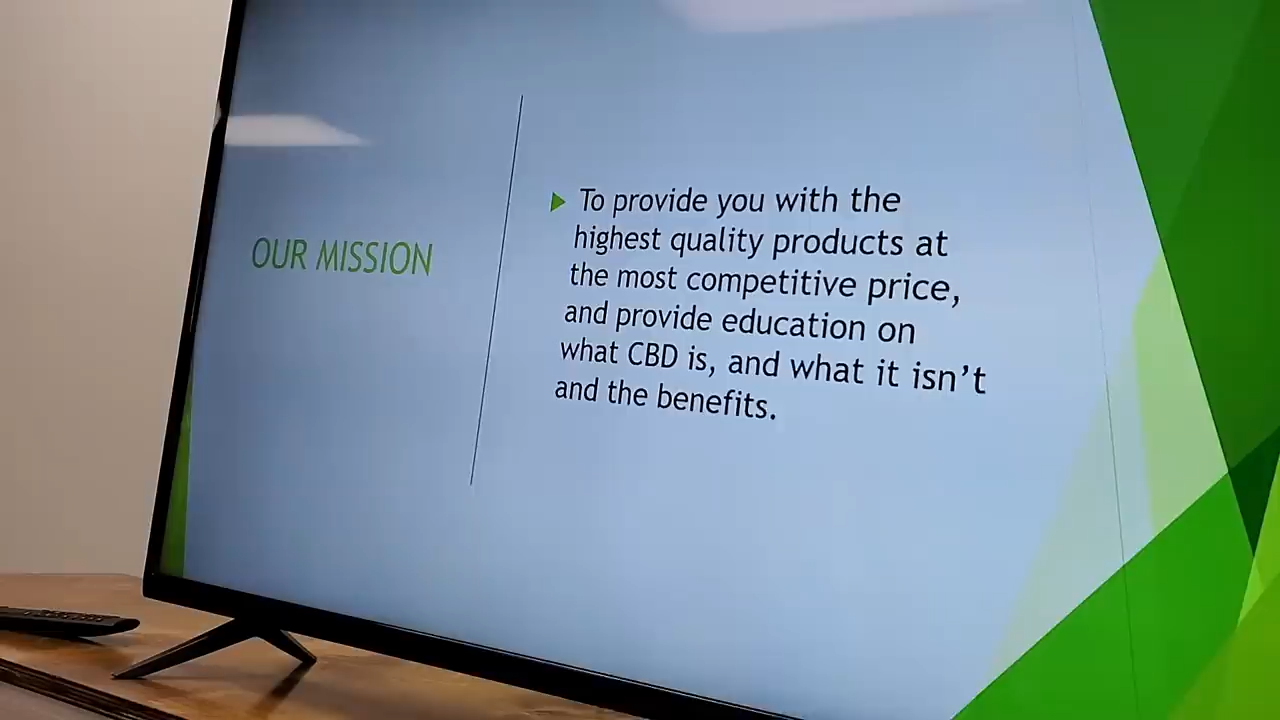 OUR MISSION
To provide you with the
highest quality products at
the most competitive price,
and provide education on
what CBD is, and what it isn't
and the benefits.